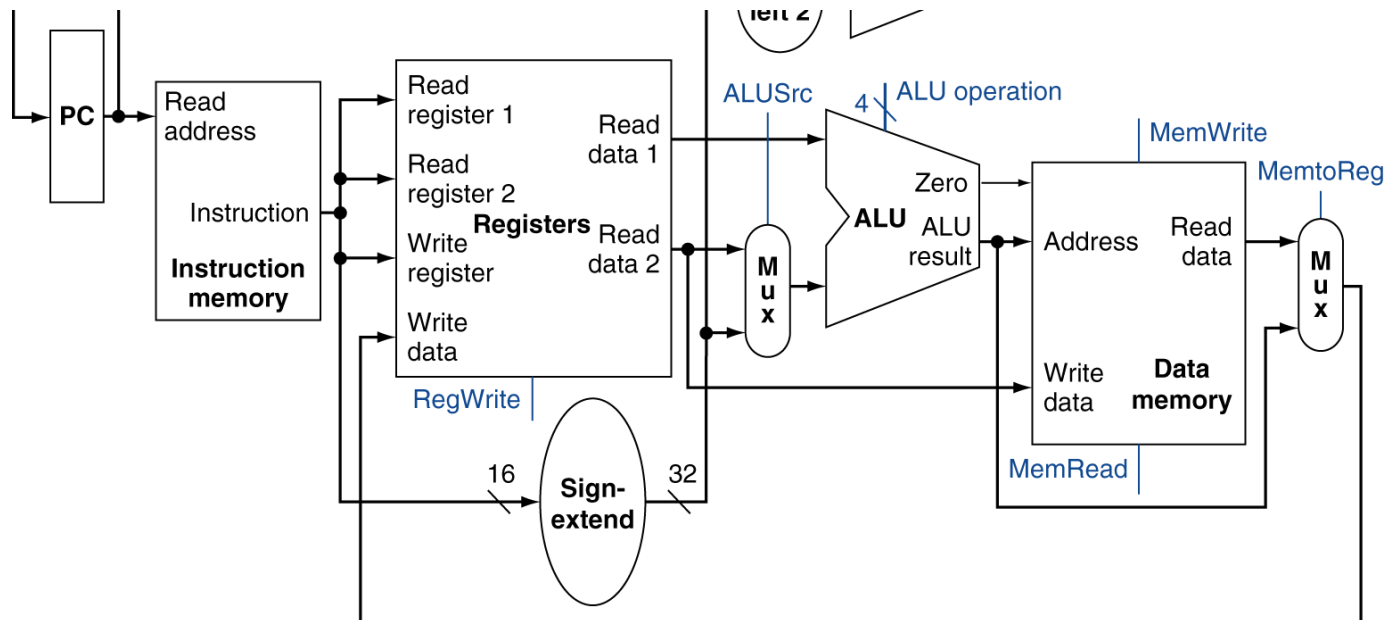 left 2
PC
Read
address
Instruction
Instruction
memory
Read
register 1
Read
register 2
Write
register
Write
data
Registers
Read
data 1
Read
data 2
RegWrite
16
Sign-
extend
32
ALUSrc
M
u
x
4
ALU operation
Zero
ALU
ALU
result
MemWrite
Address
Read
data
Write
data
Data
memory
MemRead
MemtoReg
M
u
x